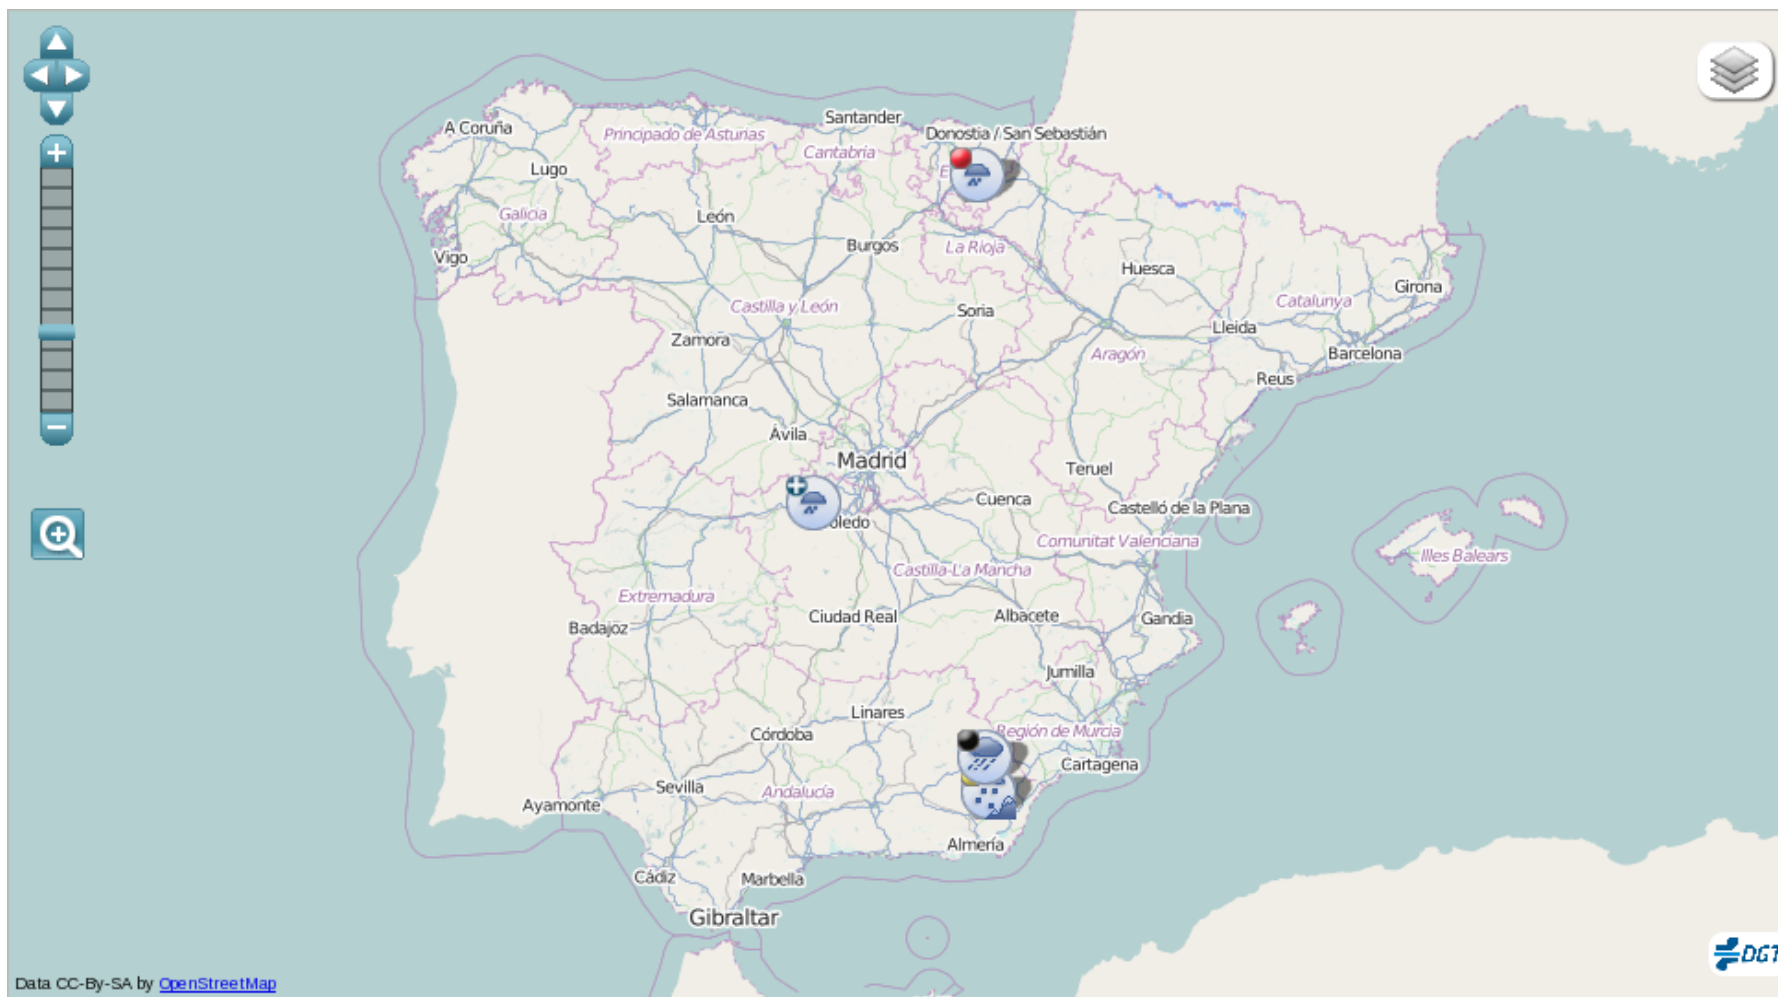 A Coruña
Santander
Principado de Asturias
Donostia / San Sebastián
Cantabria
Lugo
E
Galicia
León
Burgos
La Rioja
Vigo
Huesca
Girona
Castilla y León
Soria
Catalunya
Lleida
Zamora
Aragón
Barcelona
Reus
Salamanca
Ávila
Madrid
Teruel
Cuenca
Castelló de la Plana
oledo
Comunitat Valenciana
Illes Balears
Castilla-La Mancha
Extremadura
Ciudad Real
Albacete
Gandia
Badajoz
Jumilla
Linares
Región de Murcia
Córdoba
Cartagena
Sevilla
Andalucía
Ayamonte
Almería
Cádiz
Marbella
Gibraltar
DGT
Data CC-By-SA by OpenStreetMap